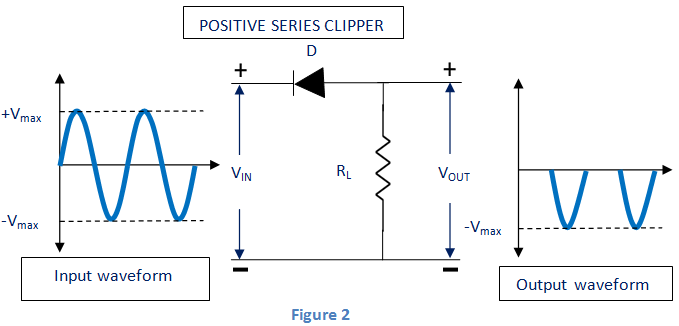 POSITIVE SERIES CLIPPER
D
+
+
+Vmax
VIN
RL
VOUT
-Vmax
-Vmax
Input waveform
Output waveform
Figure 2